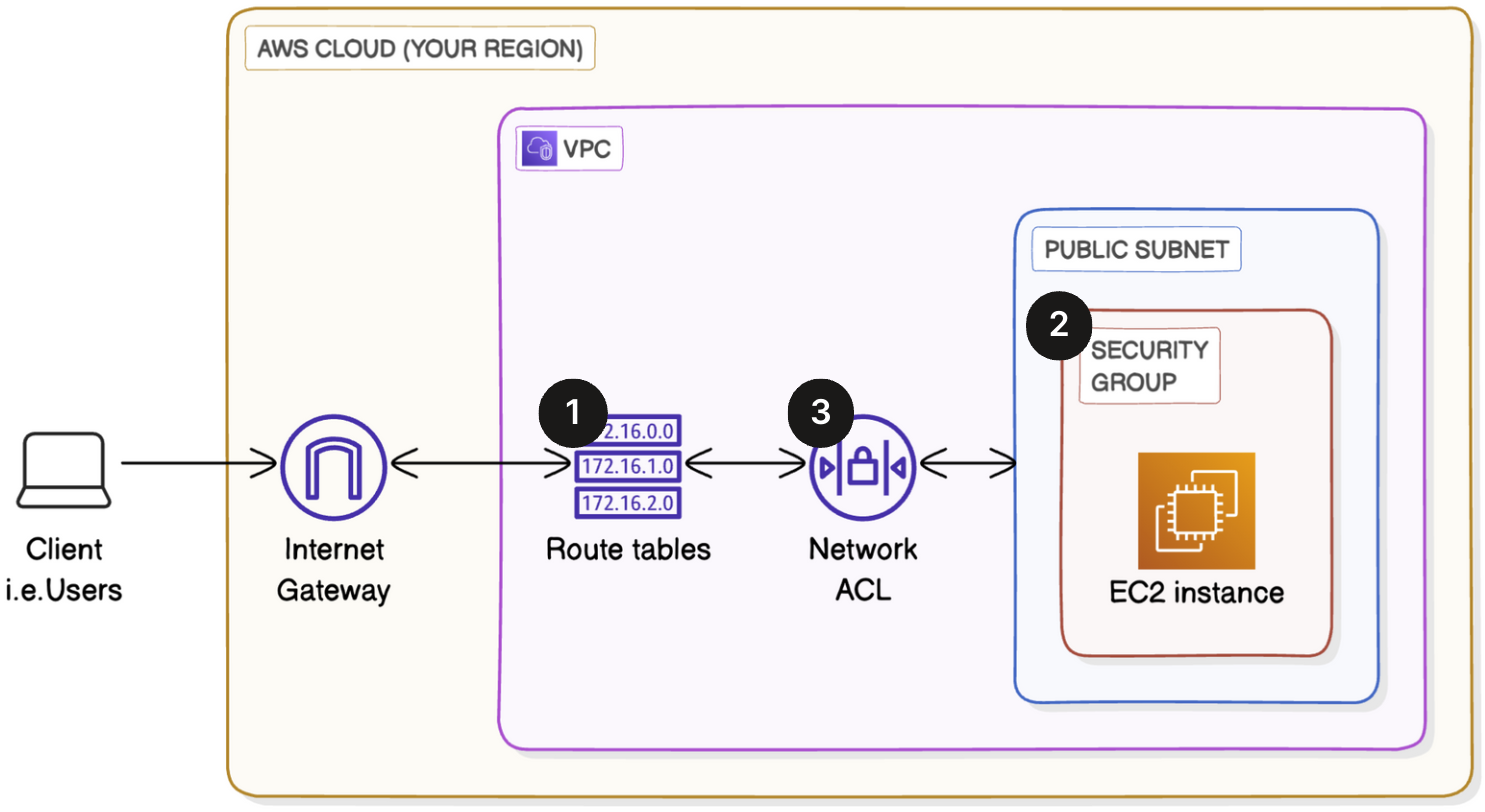 AWS CLOUD (YOUR REGION)
VPC
PUBLIC SUBNET
2
SECURITY
GROUP
1
3
2.16.0.0
172.16.1.0
172.16.2.0
Client
i.e.Users
Internet
Gateway
Route tables
Network
ACL
EC2 instance